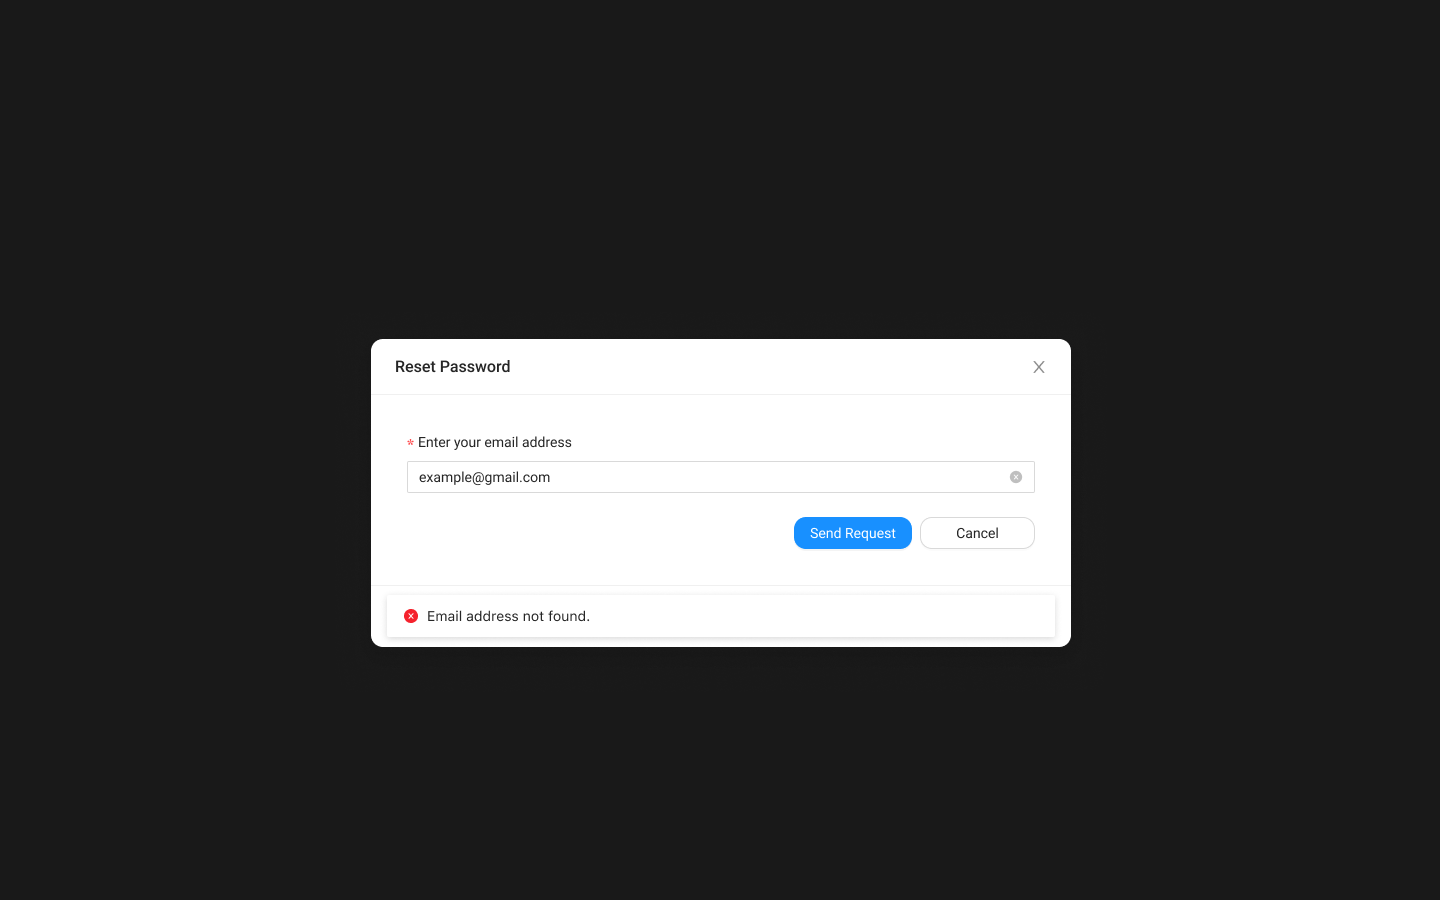 Reset Password
* Enter your email address
example@gmail.com
Send Request Cancel
Email address not found.